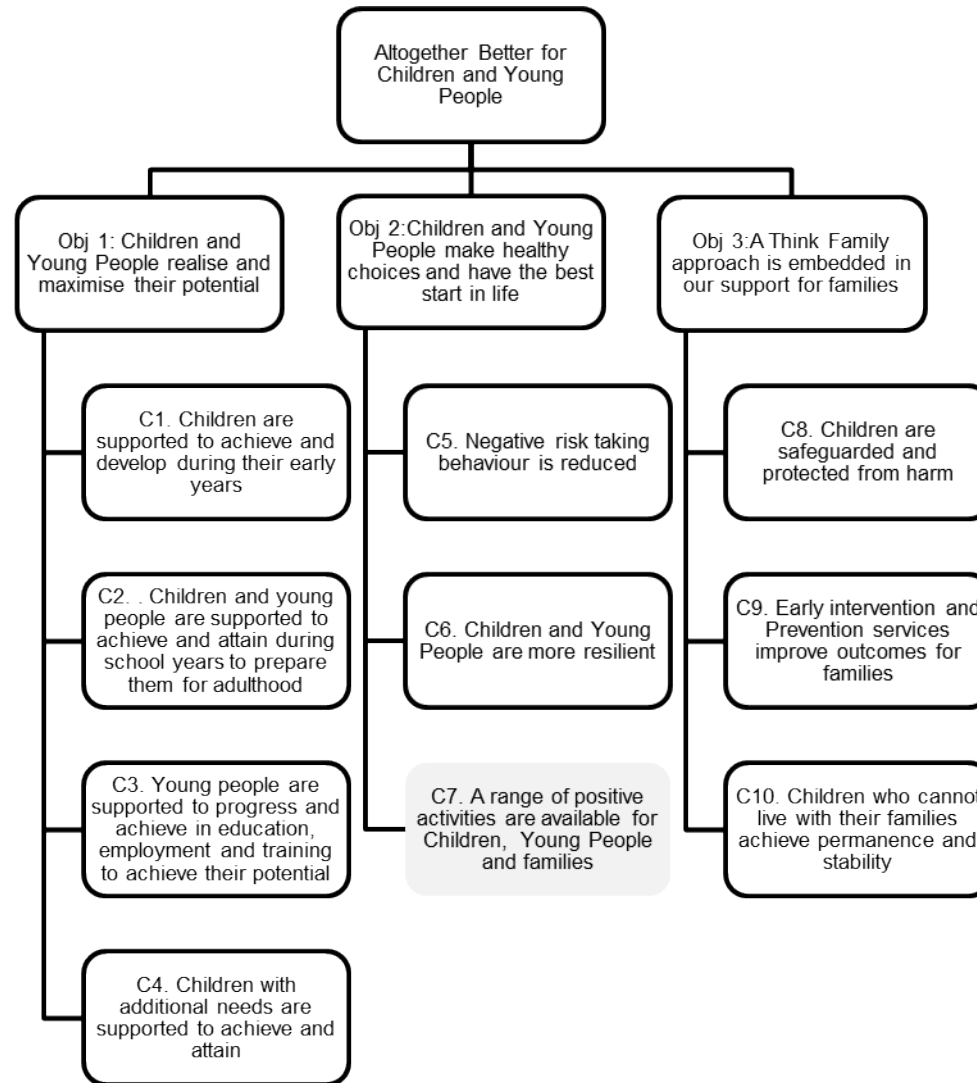 Altogether Better for
Children and Young
People
Obj 1: Children and
Young People realise and
maximise their potential
C1. Children are
supported to achieve and
develop during their early
years
C2. . Children and young
people are supported to
achieve and attain during
school years to prepare
them for adulthood
C3. Young people are
supported to progress and
achieve in education,
employment and training
to achieve their potential
C4. Children with
additional needs are
supported to achieve and
attain
Obj 2:Children and Young
People make healthy
choices and have the best
start in life
C5. Negative risk taking
behaviour is reduced
C6. Children and Young
People are more resilient
C7. A range of positive
activities are available for
Children, Young People
and families
Obj 3:A Think Family
approach is embedded in
our support for families
C8. Children are
safeguarded and
protected from harm
C9. Early intervention and
Prevention services
improve outcomes for
families
C10. Children who cannot
live with their families
achieve permanence and
stability